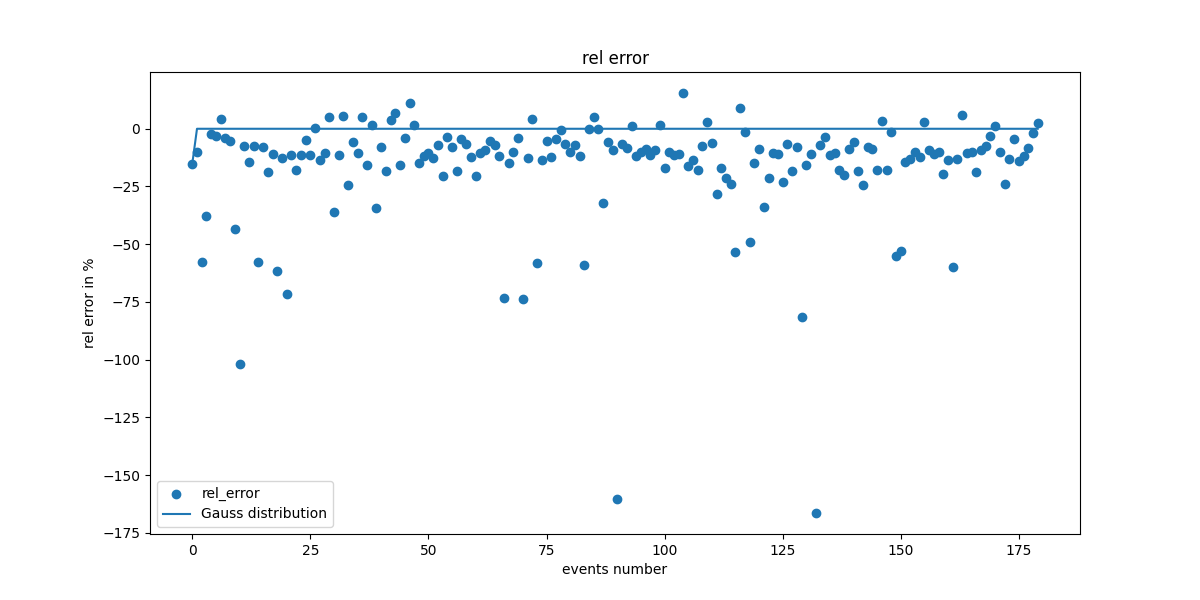 rel error
rel error in %
0
−25
−50
−75
−100
−125
−150
−175
rel_error
Gauss distribution
0 25 50 75 100 125 150 175
events number